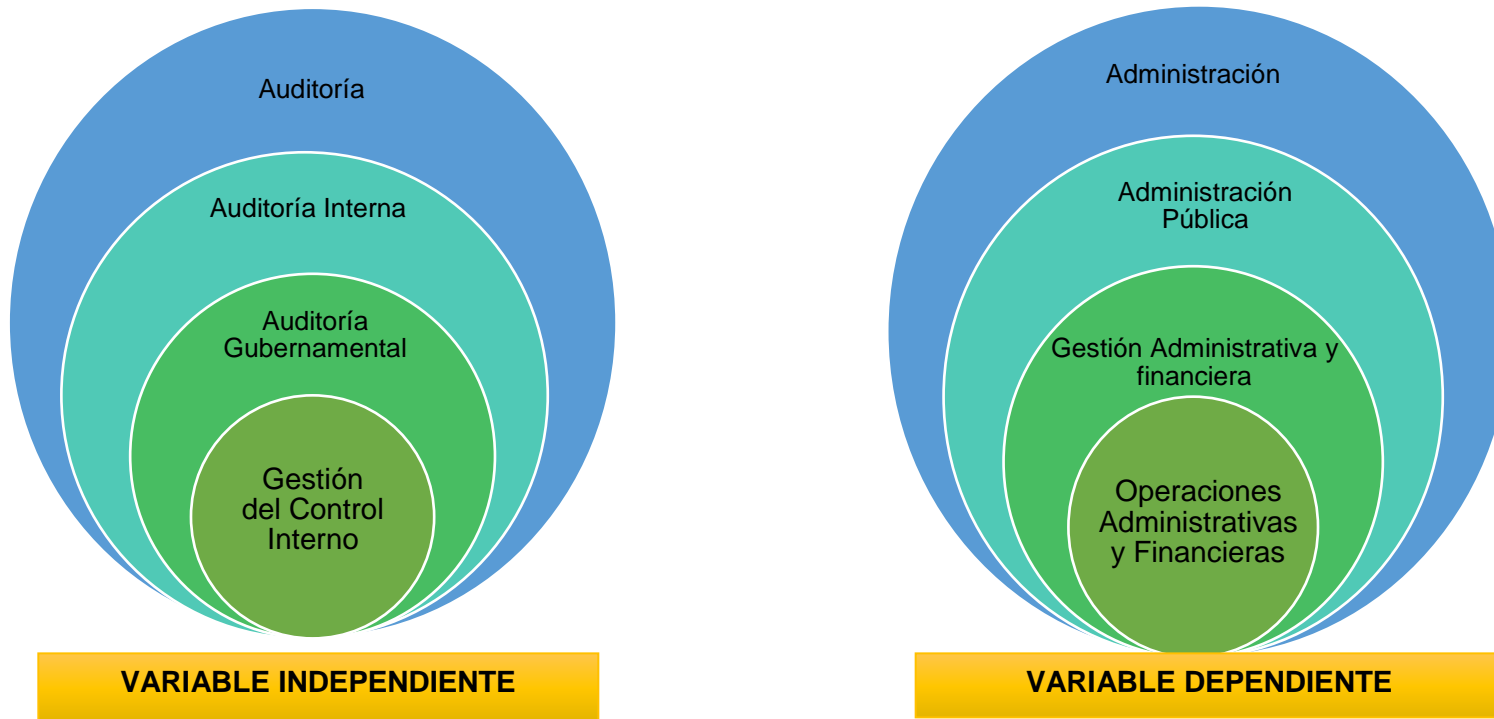 Auditoría
Auditoría Interna
Auditoría
Gubernamental
Gestión
del Control
Interno
VARIABLE INDEPENDIENTE
Administración
Administración
Pública
Gestión Administrativa y
financiera
Operaciones
Administrativas
y Financieras
VARIABLE DEPENDIENTE